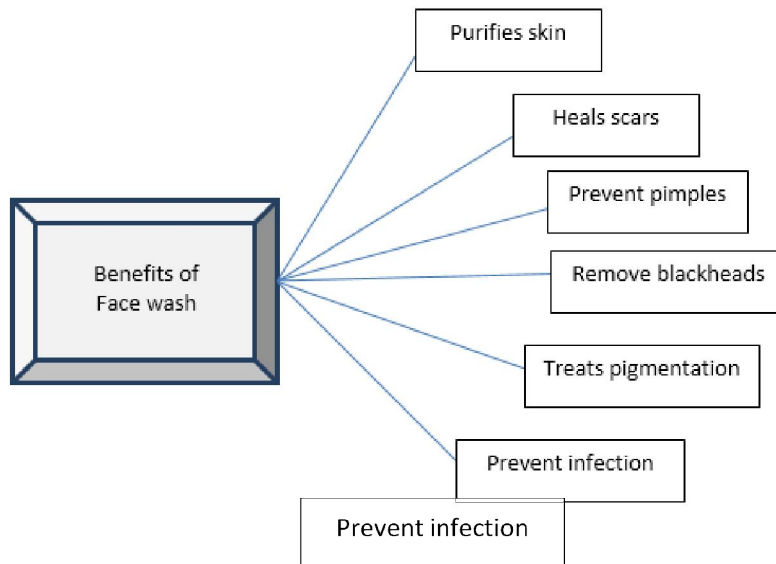 Purifies skin
Heals scars
Prevent pimples
Benefits of
Face wash
Remove blackheads
Treats pigmentation
Prevent infection
Prevent infection